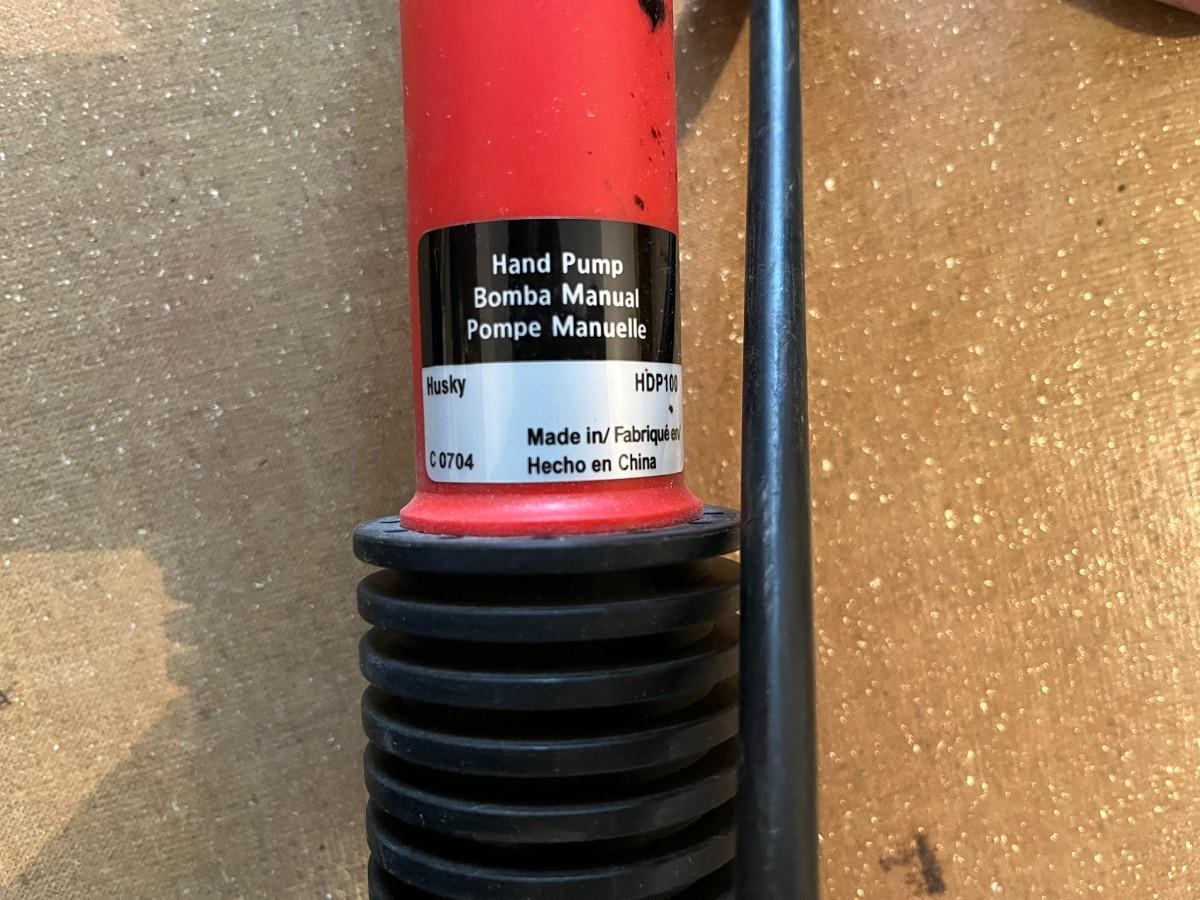 Hand Pump
Bomba Manual
Pompe Manuelle
Husky HDP100
Made in/ Fabriqué en/
C 0704 Hecho en China